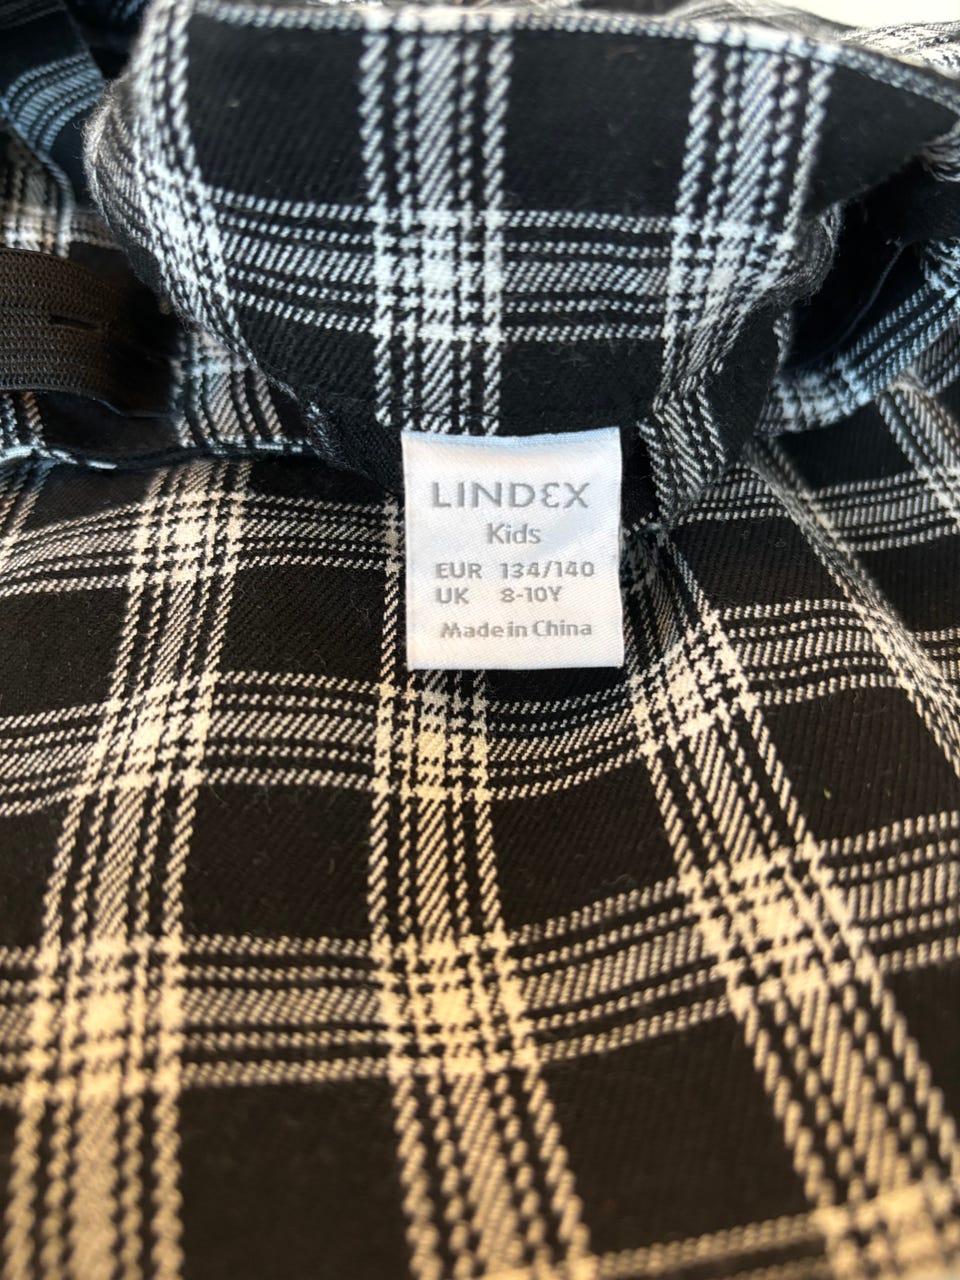 LINDEX
Kids
EUR 134/140
UK 8-10Y
Made in China